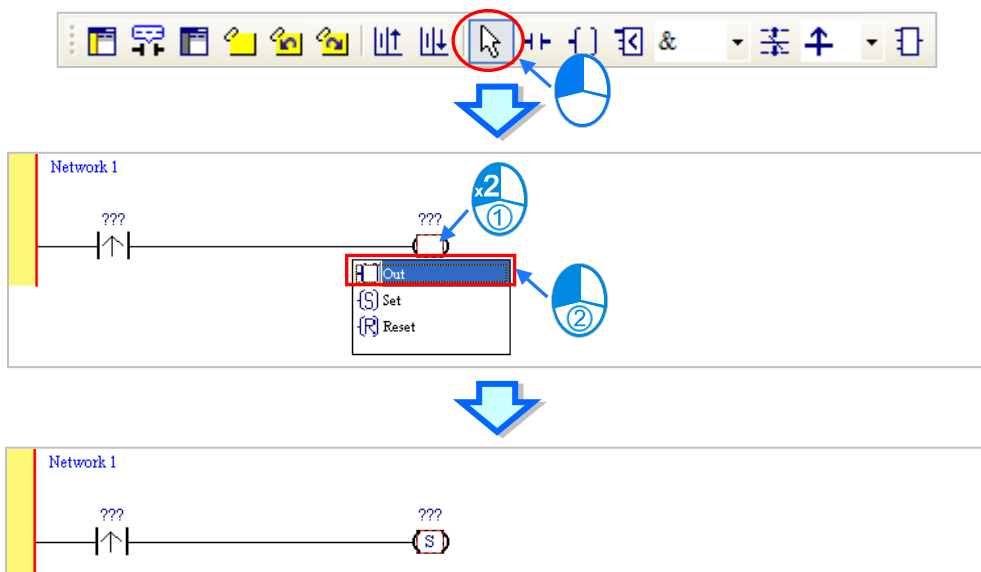 &
Network 1
x2
??? ???
①
Out
(S) Set
②
(R) Reset
Network 1
??? ???
S